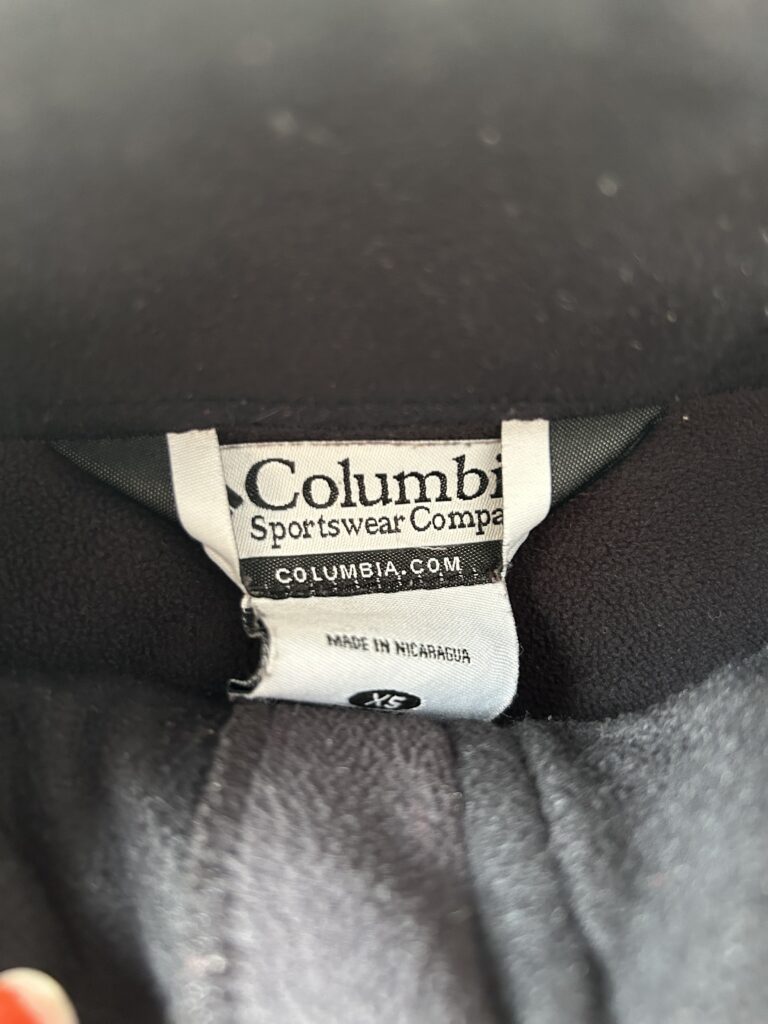 Columbi
Sportswear Compa
COLUMBIA.COM
MADE IN NICARAGUA
XS